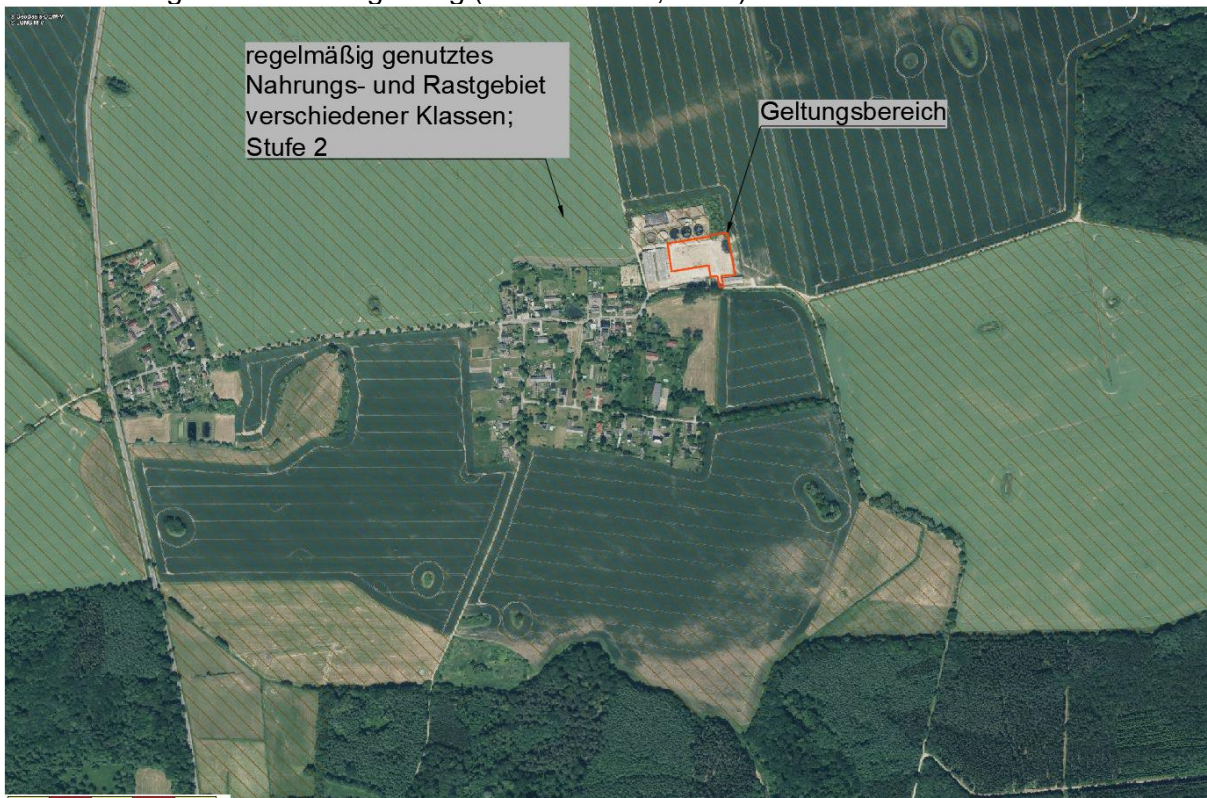 regelmäßig genutztes
Nahrungs- und Rastgebiet
verschiedener Klassen;
Stufe 2
Geltungsbereich